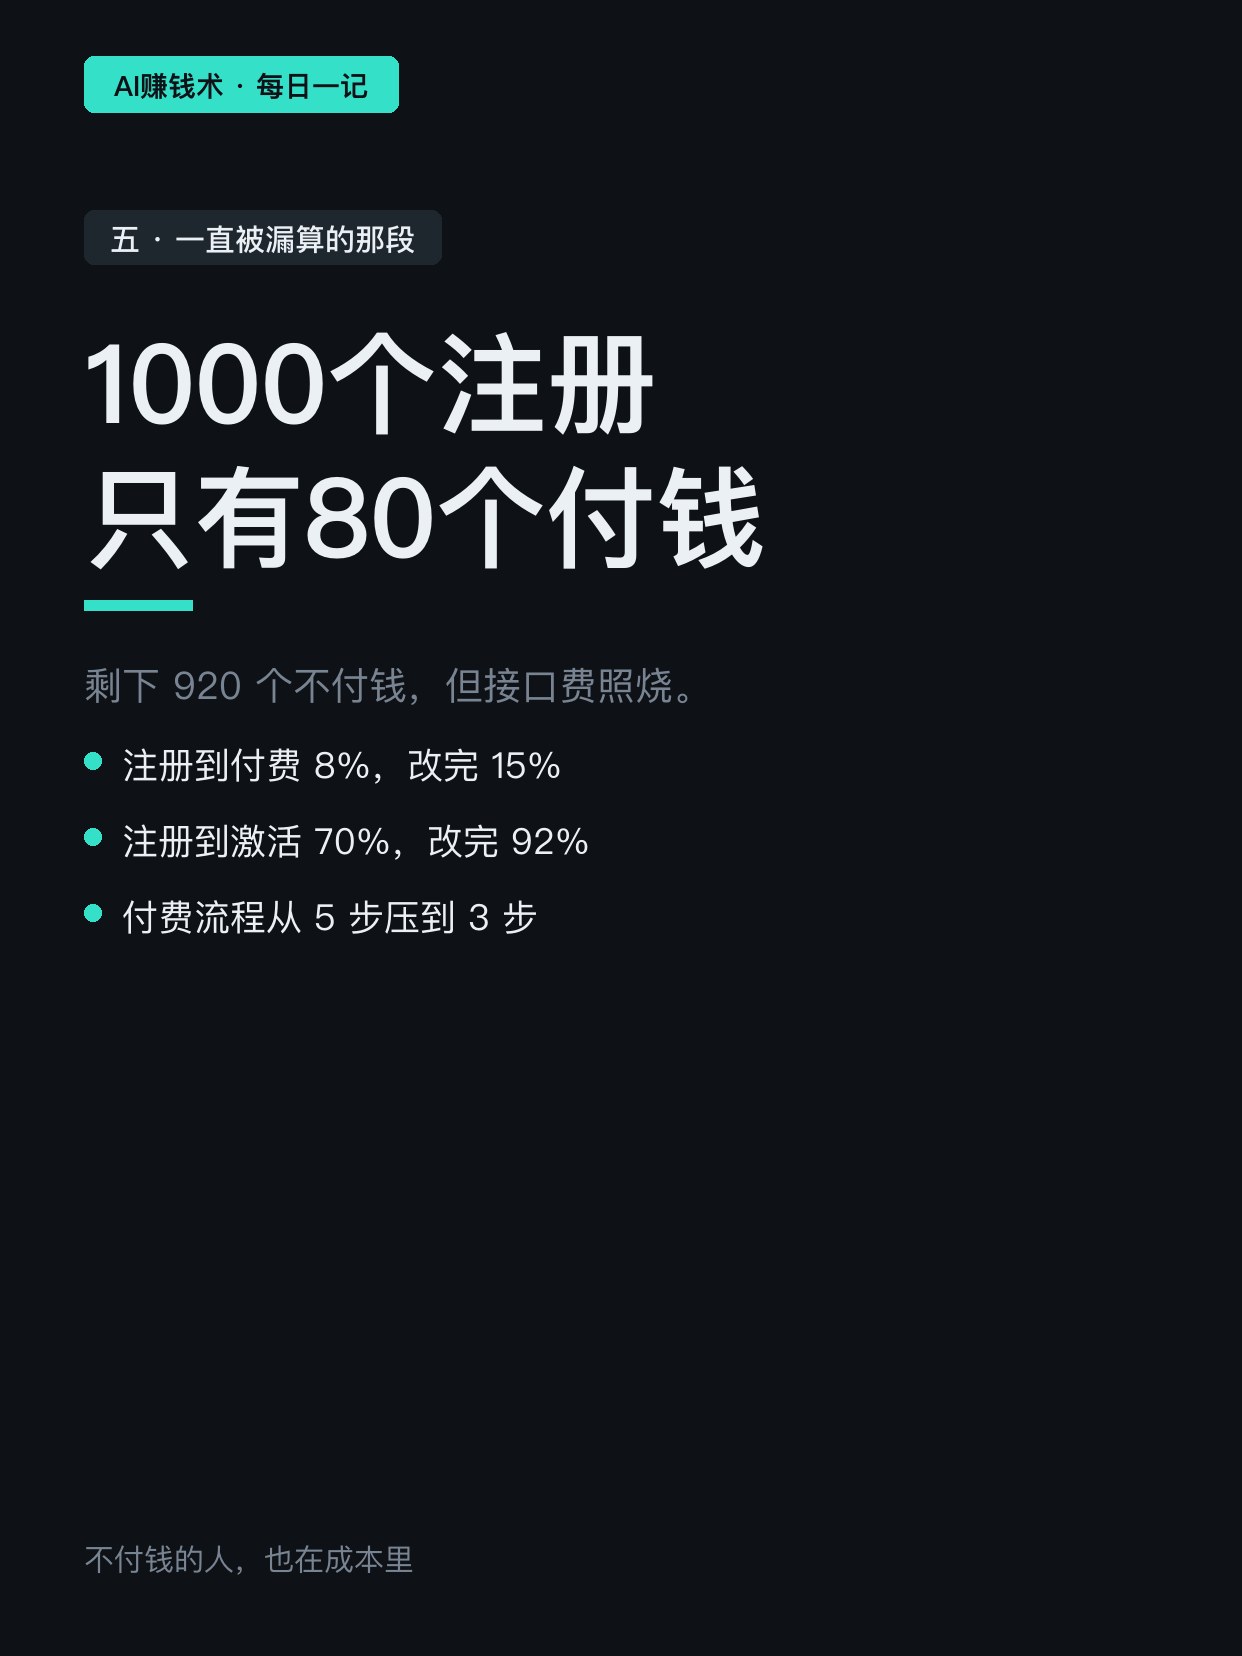 AI赚钱术 · 每日一记
五 · 一直被漏算的那段
1000个注册
只有80个付钱
剩下 920 个不付钱，但接口费照烧。
注册到付费 8%，改完 15%
注册到激活 70%，改完 92%
付费流程从 5 步压到 3 步
不付钱的人，也在成本里